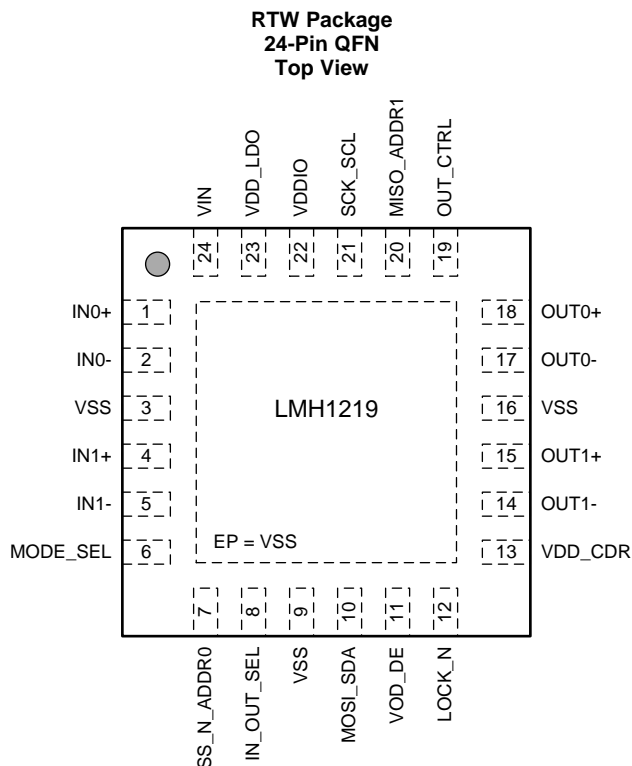 RTW Package
24-Pin QFN
Top View
VIN
VDD_LDO
VDDIO
SCK_SCL
MISO_ADDR1
OUT_CTRL
24
23
22
21
20
19
IN0+ 1
IN0- 2
VSS 3
IN1+ 4
IN1- 5
MODE_SEL 6
LMH1219
EP = VSS
18 OUT0+
17 OUT0-
16 VSS
15 OUT1+
14 OUT1-
13 VDD_CDR
7
8
9
10
11
12
SS_N_ADDR0
IN_OUT_SEL
VSS
MOSI_SDA
VOD_DE
LOCK_N